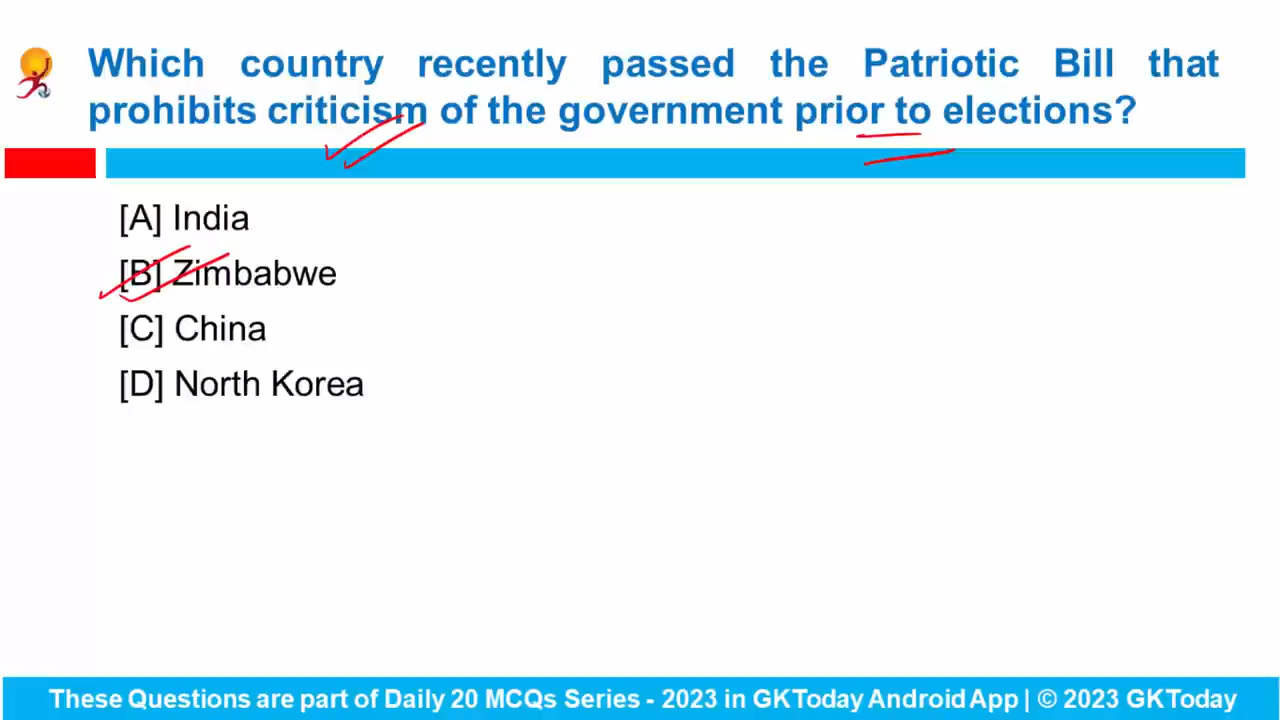 Which country recently passed the Patriotic Bill that
prohibits criticism of the government prior to elections?
[A] India
[B] Zimbabwe
[C] China
[D] North Korea
These Questions are part of Daily 20 MCQs Series - 2023 in GKToday Android App | © 2023 GKToday